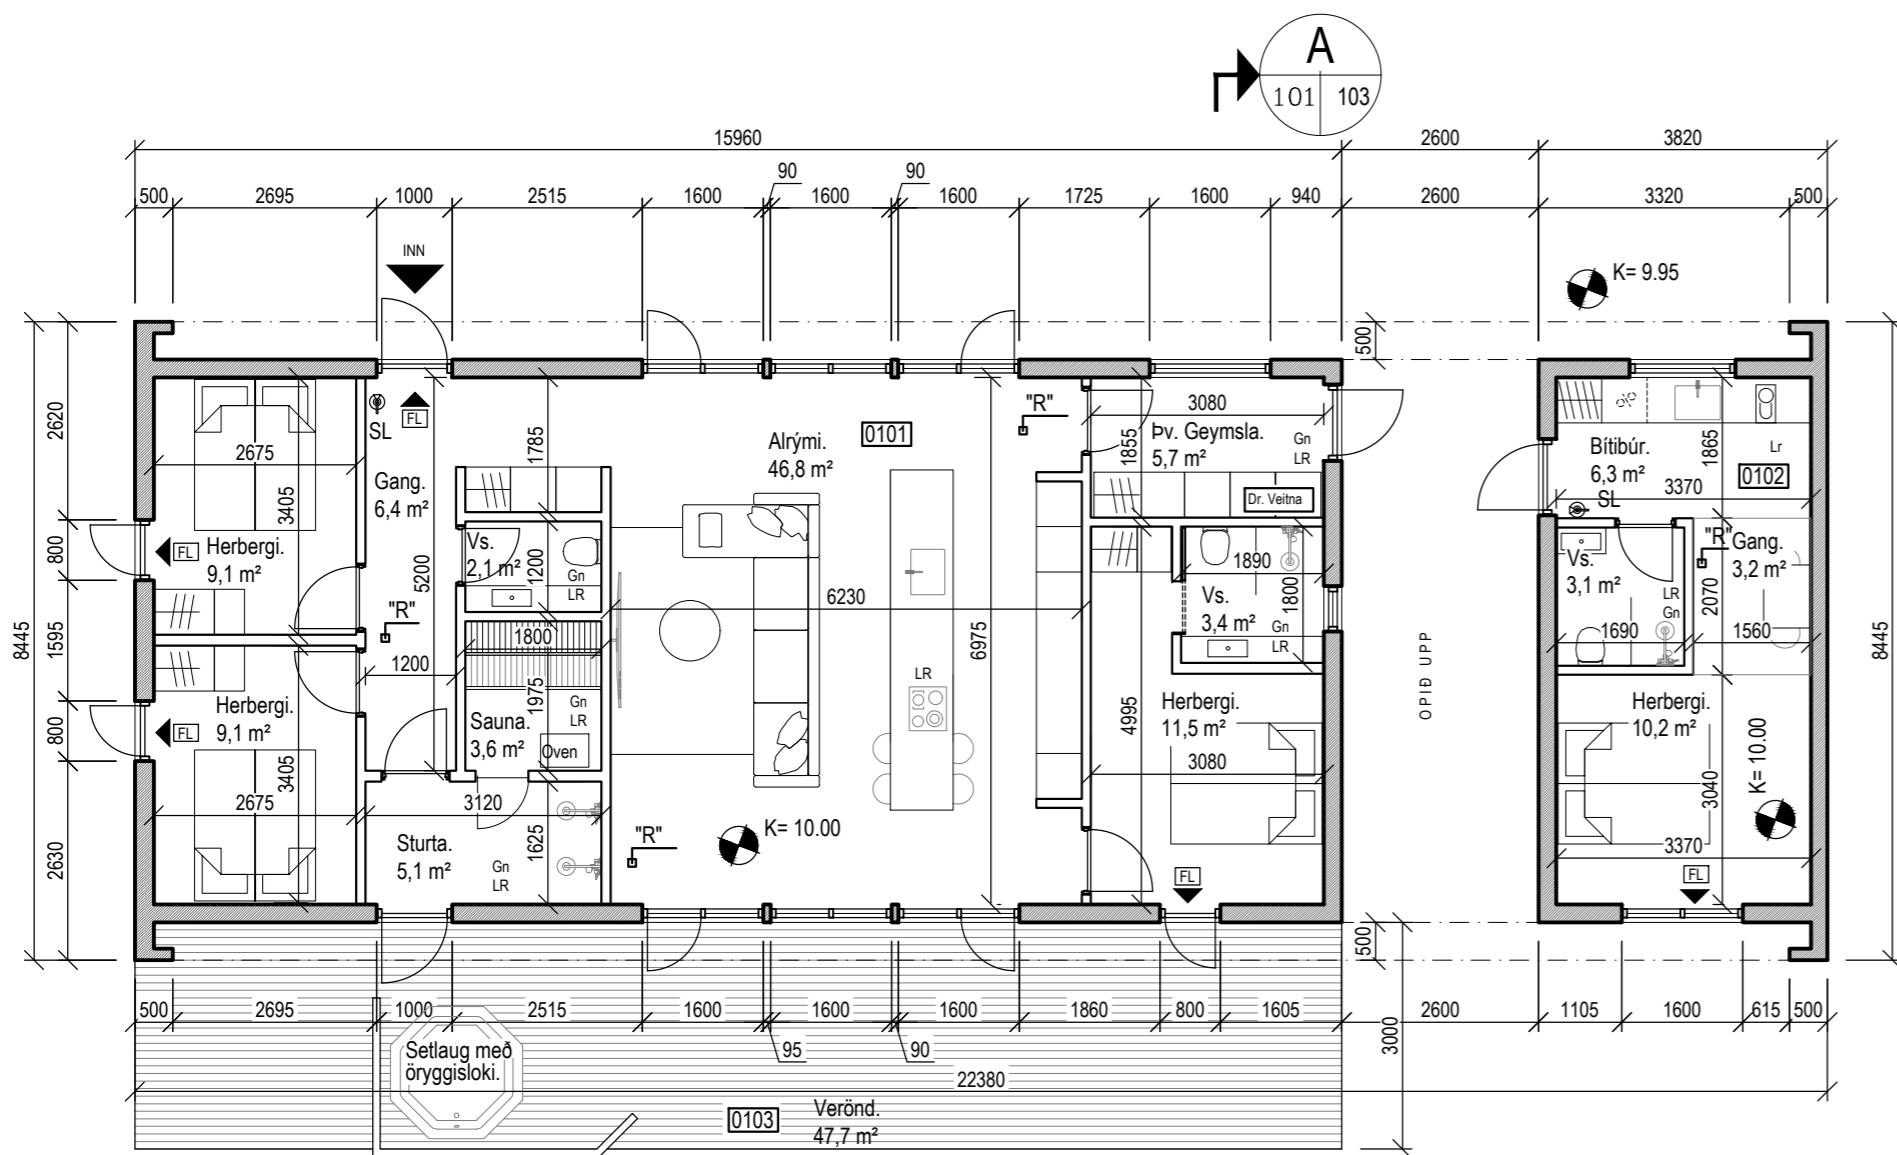 A
101 103
15960 2600 3820
90 90
500 2695 1000 2515 1600 1600 1600 1725 1600 940 2600 3320 500
INN
K= 9.95
500
2620
800
1595
800
2630
8445
SL
FL
"R"
3080
Alrými.
46,8 m²
0101
Þv. Geymsla.
5,7 m²
Gn
LR
1855
Dr. Veitna
Bítibúr.
6,3 m²
Lr
0102
1865
3370
SL
2675
3405
Gang.
6,4 m²
1785
Herbergi.
9,1 m²
FL
5200
Vs.
2,1 m²
1200
Gn
LR
"R"
6230
6975
1890
1800
Vs.
3,4 m²
Gn
LR
Vs.
3,1 m²
LR
Gn
"R"
Gang.
3,2 m²
2070
1690
1560
8445
OPIÐ UPP
1200
1800
1975
Gn
LR
Sauna.
3,6 m²
Oven
LR
Herbergi.
9,1 m²
FL
3405
2675
4995
Herbergi.
11,5 m²
3080
Herbergi.
10,2 m²
K= 10.00
3040
3370
3120
Sturta.
5,1 m²
1625
Gn
LR
"R"
K= 10.00
FL
FL
500
3000
500 2695 1000 2515 1600 1600 1600 1860 800 1605 2600 1105 1600 615 500
95 90
Setlaug með
öryggisloki.
22380
0103
Verönd.
47,7 m²